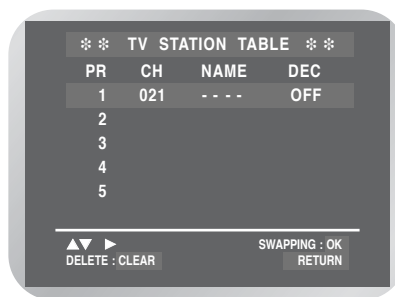 ❇❇ TV STATION TABLE ❇❇
PR CH NAME DEC
1 021 - - - - OFF
2
3
4
5
▲▼ ▶ SWAPPING : OK
DELETE : CLEAR RETURN